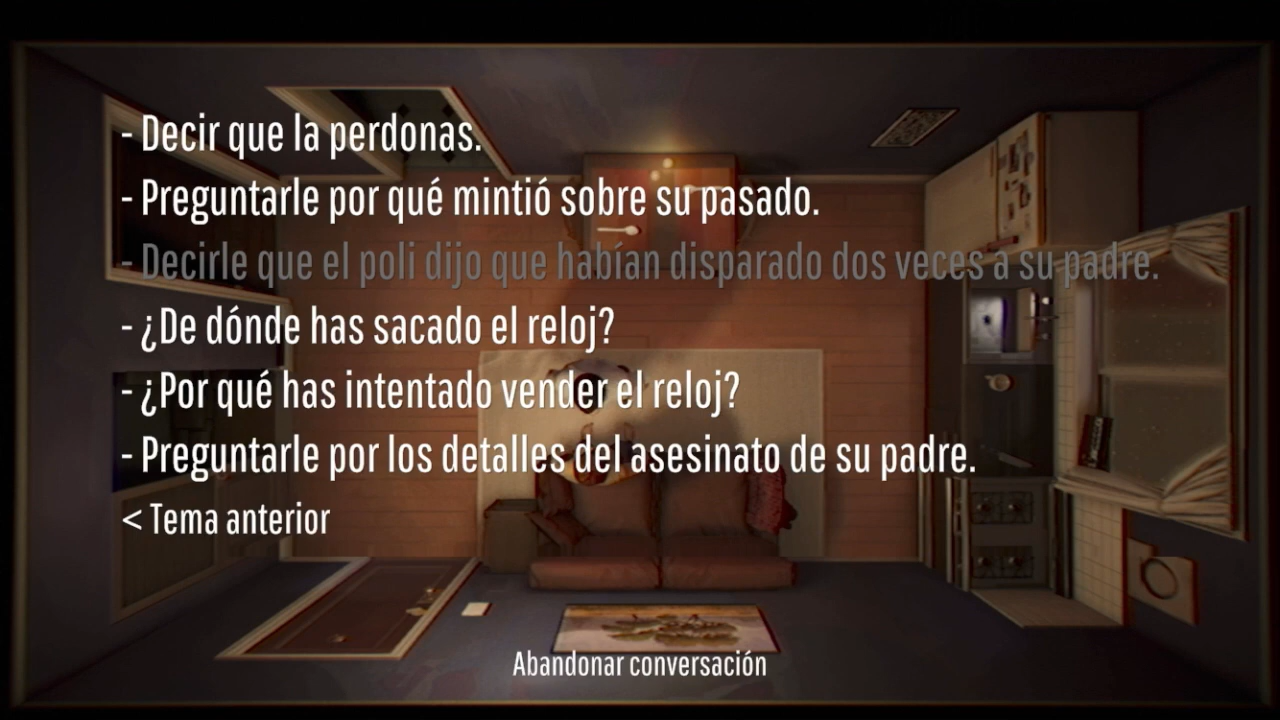 - Decir que la perdonas.
- Preguntarle por qué mintió sobre su pasado.
- Decirle que el poli dijo que habían disparado dos veces a su padre.
- ¿De dónde has sacado el reloj?
- ¿Por qué has intentado vender el reloj?
- Preguntarle por los detalles del asesinato de su padre.
< Tema anterior
Abandonar conversación